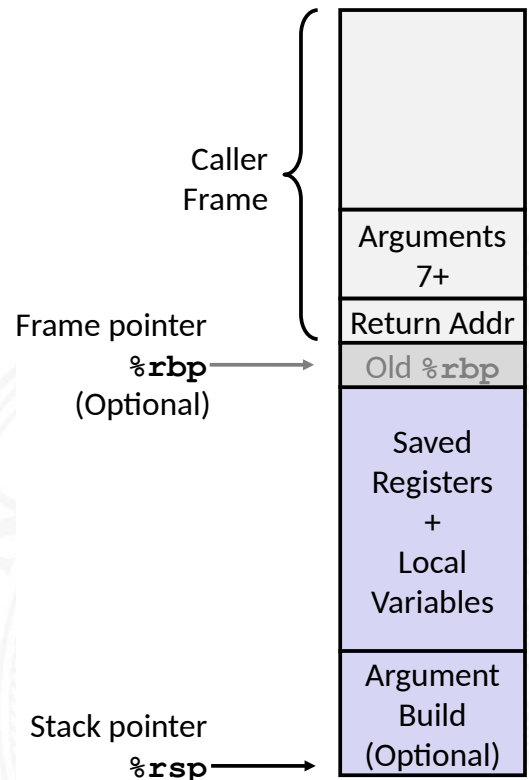 Caller
Frame
Arguments
7+
Return Addr
Frame pointer
%rbp
(Optional)
Old %rbp
Saved
Registers
+
Local
Variables
Argument
Build
(Optional)
Stack pointer
%rsp